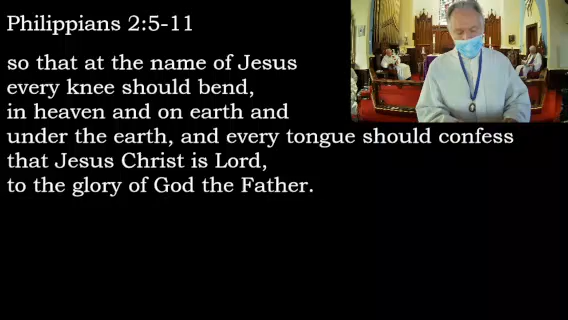 Philippians 2:5-11
so that at the name of Jesus
every knee should bend,
in heaven and on earth and
under the earth, and every tongue should confess
that Jesus Christ is Lord,
to the glory of God the Father.